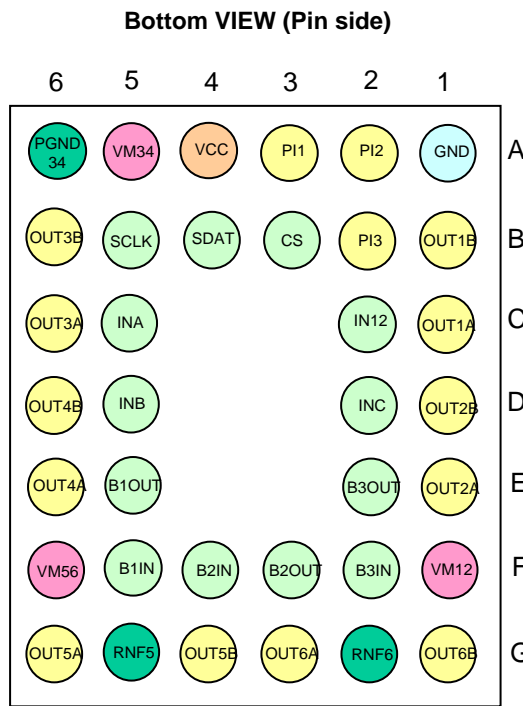 Bottom VIEW (Pin side)
6 5 4 3 2 1
PGND
34 VM34 VCC PI1 PI2 GND A
OUT3B SCLK SDAT CS PI3 OUT1B B
OUT3A INA IN12 OUT1A C
OUT4B INB INC OUT2B D
OUT4A B1OUT B3OUT OUT2A E
VM56 B1IN B2IN B2OUT B3IN VM12 F
OUT5A RNF5 OUT5B OUT6A RNF6 OUT6B G